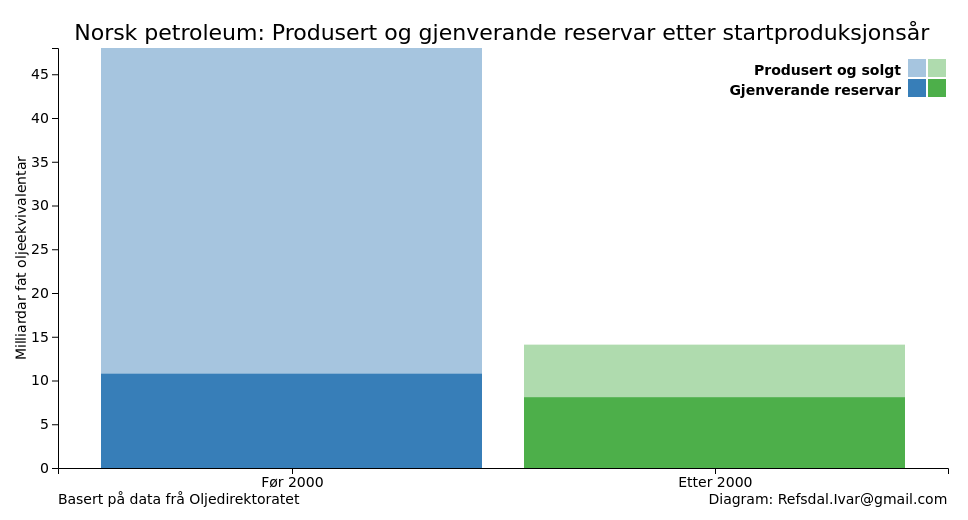 Norsk petroleum: Produsert og gjenverande reservar etter startproduksjonsår
Produsert og solgt
Gjenverande reservar
Milliardar fat oljeekvivalentar
45
40
35
30
25
20
15
10
5
0
Før 2000
Etter 2000
Basert på data frå Oljedirektoratet
Diagram: Refsdal.Ivar@gmail.com